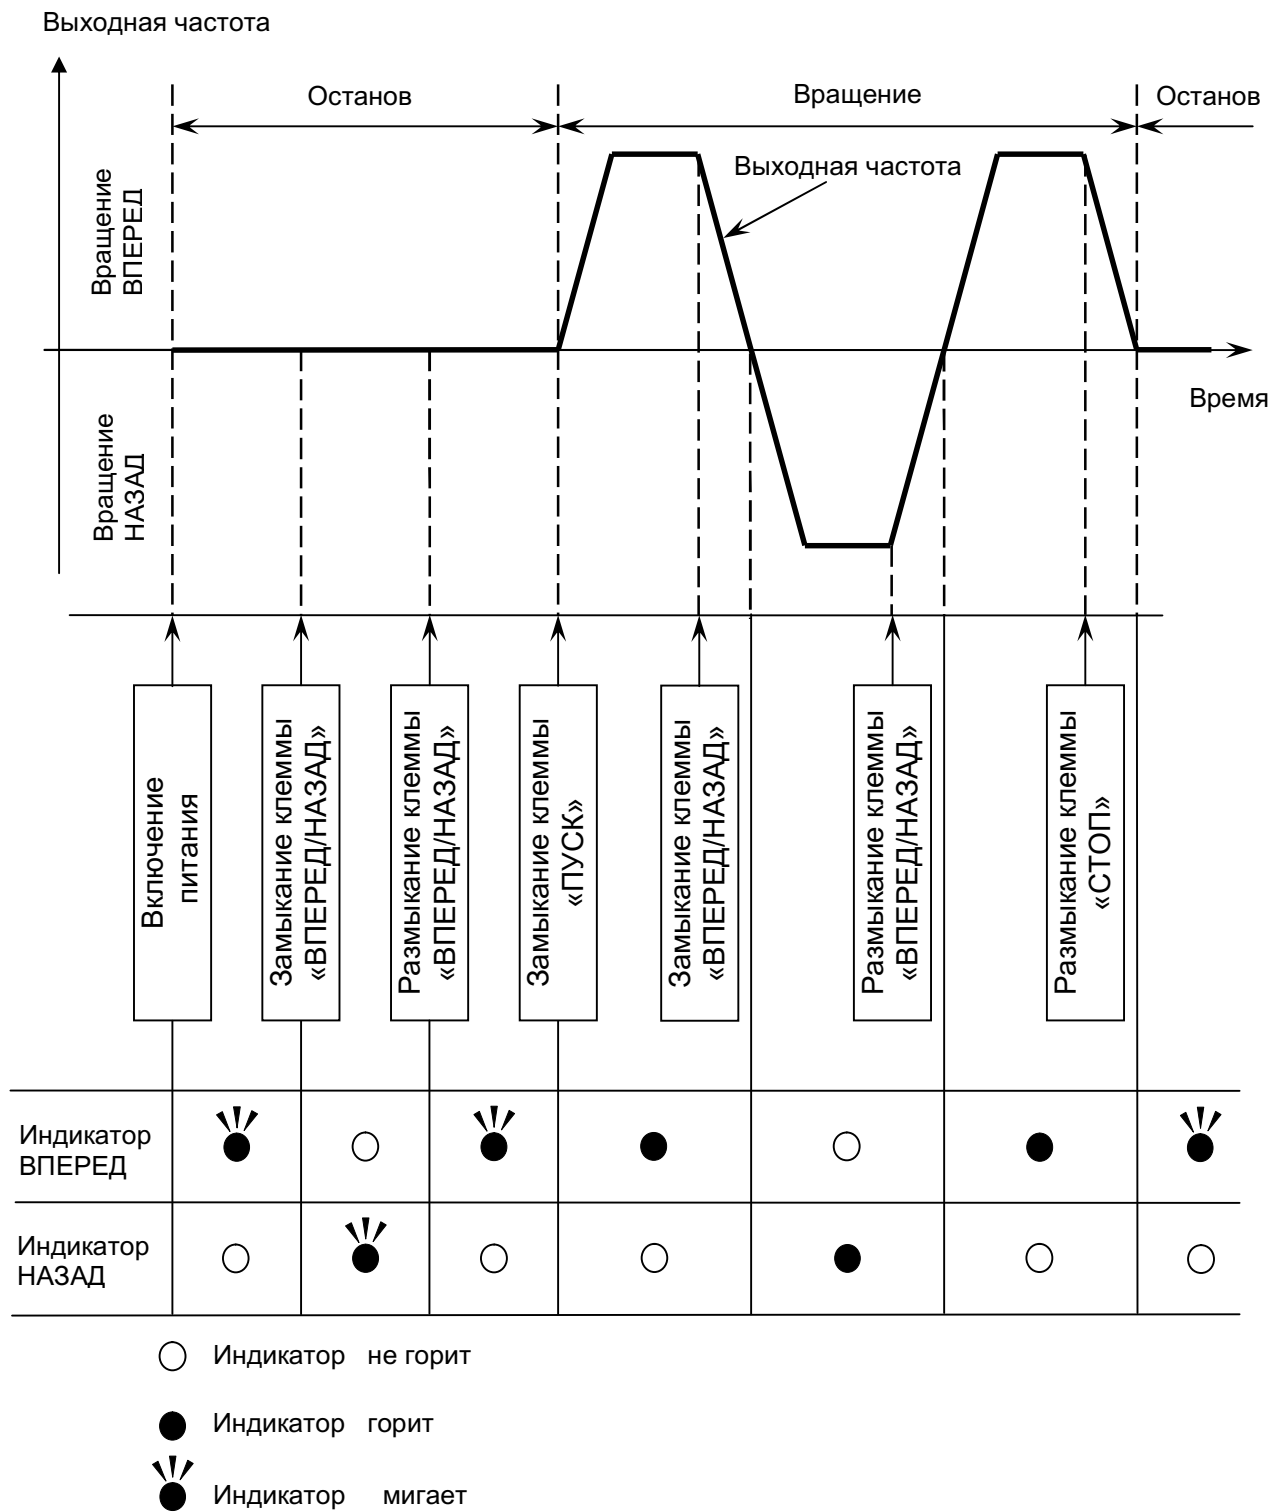 Выходная частота
Останов
Вращение
Останов
Выходная частота
Вращение
ВПЕРЕД
Время
Вращение
НАЗАД
Включение
питания
Замыкание клеммы
«ВПЕРЕД/НАЗАД»
Размыкание клеммы
«ВПЕРЕД/НАЗАД»
Замыкание клеммы
«ПУСК»
Замыкание клеммы
«ВПЕРЕД/НАЗАД»
Размыкание клеммы
«ВПЕРЕД/НАЗАД»
Размыкание клеммы
«СТОП»
Индикатор
ВПЕРЕД
Индикатор
НАЗАД
Индикатор не горит
Индикатор горит
Индикатор мигает